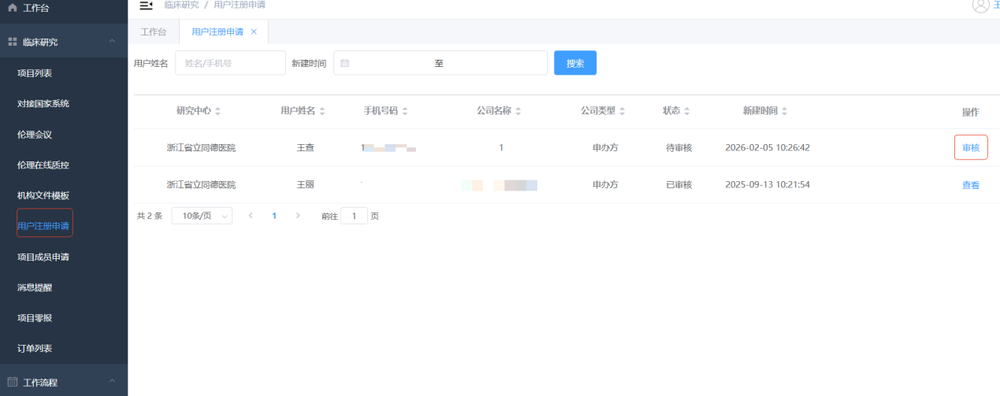 工作台
临床研究
项目列表
对接国家系统
伦理会议
伦理在线质控
机构文件模板
用户注册申请
项目成员申请
消息提醒
项目零报
订单列表
工作流程
临床研究 / 用户注册申请
王
工作台 用户注册申请 ×
用户姓名 姓名/手机号 新建时间 至 搜索
研究中心 用户姓名 手机号码 公司名称 公司类型 状态 新建时间 操作
浙江省立同德医院 王查 1 1 申办方 待审核 2026-02-05 10:26:42 审核
浙江省立同德医院 王丽 申办方 已审核 2025-09-13 10:21:54 查看
共 2 条 10条/页 < 1 > 前往 1 页